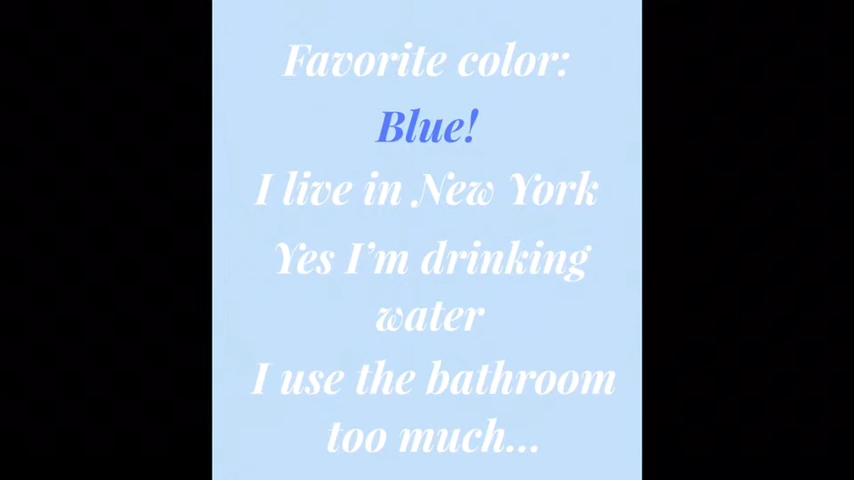 Favorite color:
Blue!
I live in New York
Yes I’m drinking
water
I use the bathroom
too much...